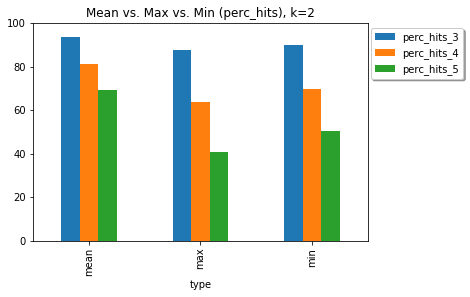 Mean vs. Max vs. Min (perc_hits), k=2
perc_hits_3
perc_hits_4
perc_hits_5
100
80
60
40
20
0
mean
max
min
type